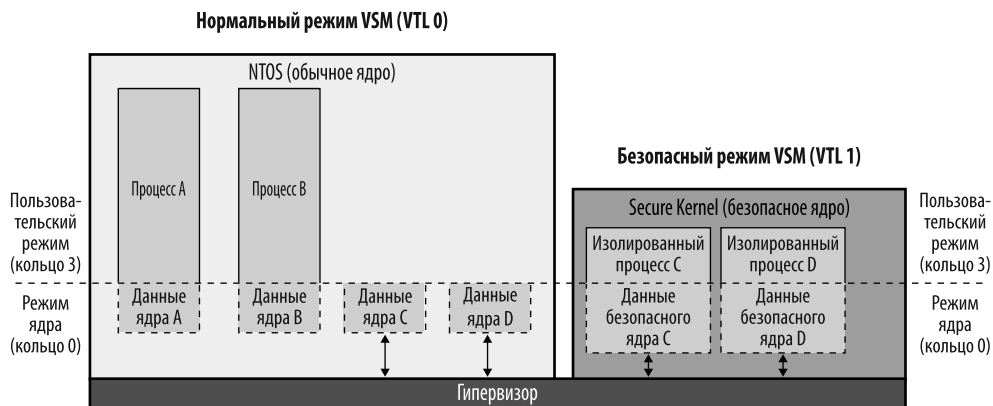 Нормальный режим VSM (VTL 0)
NTOS (обычное ядро)
Процесс A
Процесс B
Безопасный режим VSM (VTL 1)
Secure Kernel (безопасное ядро)
Изолированный
процесс C
Изолированный
процесс D
Пользова-
тельский
режим
(кольцо 3)
Пользова-
тельский
режим
(кольцо 3)
Режим
ядра
(кольцо 0)
Данные
ядра A
Данные
ядра B
Данные
ядра C
Данные
ядра D
Данные
безопасного
ядра C
Данные
безопасного
ядра D
Режим
ядра
(кольцо 0)
Гипервизор